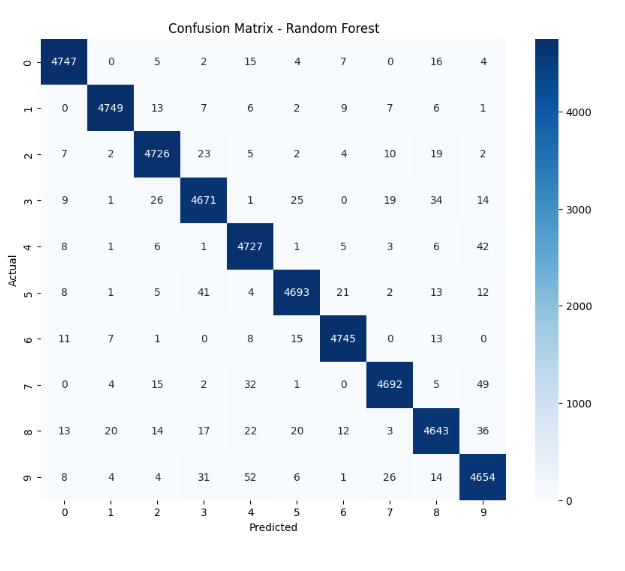 Confusion Matrix - Random Forest
0 4747 0 5 2 15 4 7 0 16 4
1 0 4749 13 7 6 2 9 7 6 1
2 7 2 4726 23 5 2 4 10 19 2
3 9 1 26 4671 1 25 0 19 34 14
4 8 1 6 1 4727 1 5 3 6 42
5 8 1 5 41 4 4693 21 2 13 12
6 11 7 1 0 8 15 4745 0 13 0
7 0 4 15 2 32 1 0 4692 5 49
8 13 20 14 17 22 20 12 3 4643 36
9 8 4 4 31 52 6 1 26 14 4654
0 1 2 3 4 5 6 7 8 9
Predicted
Actual
4000
3000
2000
1000
0